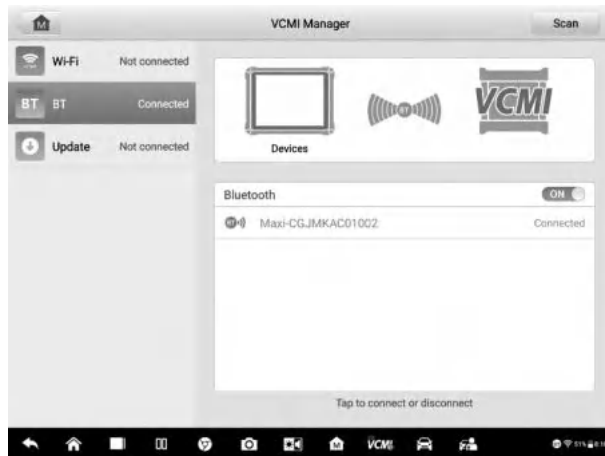 VCMI Manager
Scan
Wi-Fi Not connected
BT BT Connected
Update Not connected
VCMI
Devices
Bluetooth ON
Maxi-CGJMKAC01002 Connected
Tap to connect or disconnect
VCMI
51%